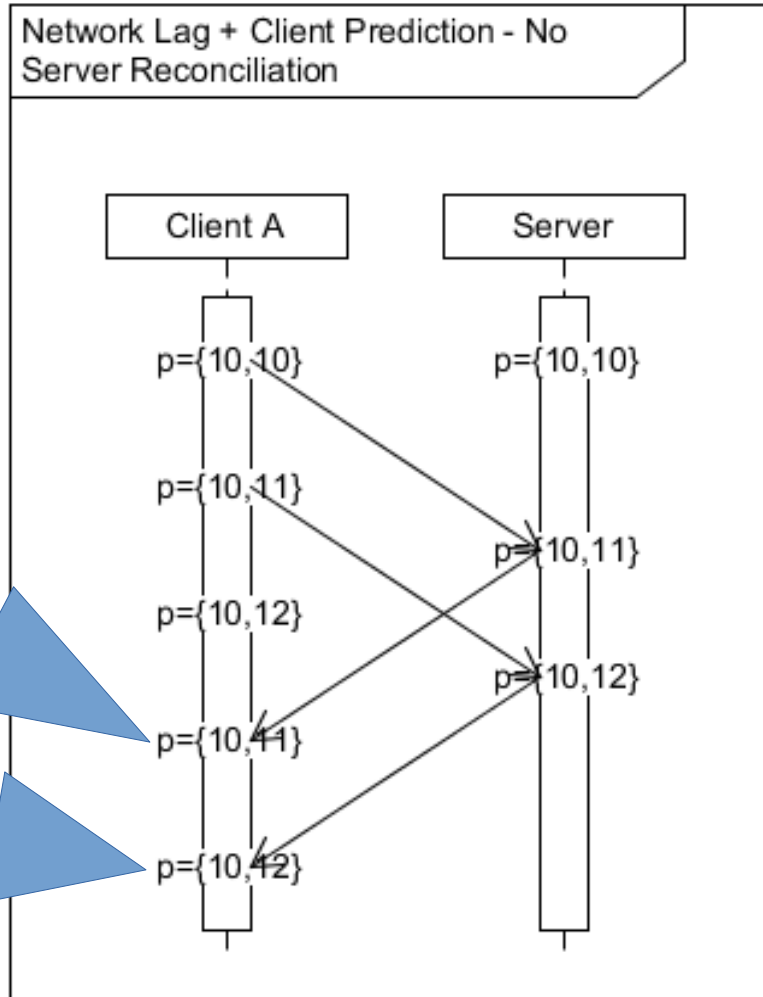 Network Lag + Client Prediction - No
Server Reconciliation
Client A
Server
p={10,10}
p={10,10}
p={10,11}
p={10,11}
p={10,12}
p={10,12}
p={10,11}
p={10,12}